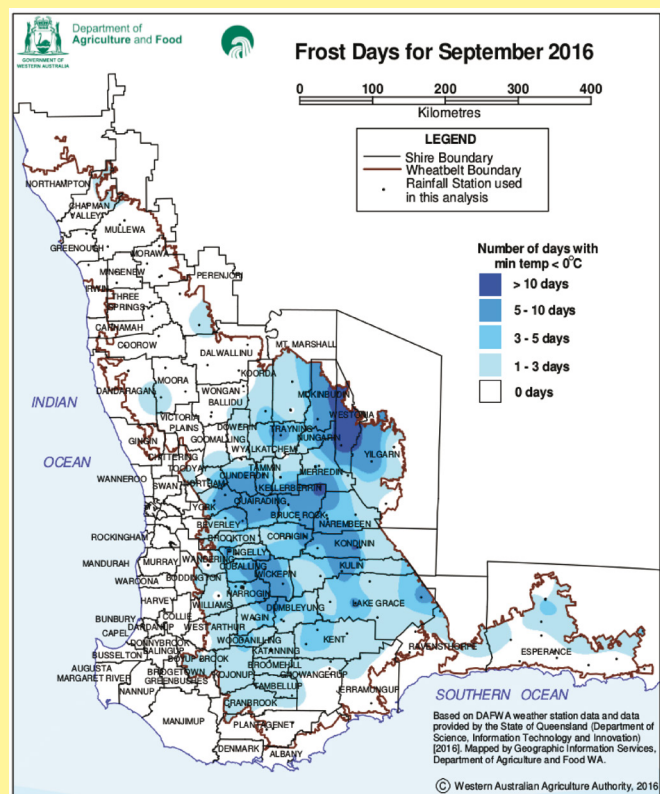 Department of
Agriculture and Food
GOVERNMENT OF
WESTERN AUSTRALIA
Frost Days for September 2016
0 100 200 300 400
Kilometres
LEGEND
Shire Boundary
Wheatbelt Boundary
Rainfall Station used
in this analysis
Number of days with
min temp < 0°C
> 10 days
5 - 10 days
3 - 5 days
1 - 3 days
0 days
NORTHAMPTON
CHAPMAN
VALLEY
MULLEWA
GREENOUGH
MORAWA
MINGENEW
PERENJORI
IRWIN
THREE
SPRINGS
CARNAMAH
COOROW
DALWALLINU
MT. MARSHALL
KOORDA
MOORA
DANDARAGAN
WONGAN
BALLIDU
MUKINBUDIN
WESTONIA
INDIAN
OCEAN
VICTORIA
PLAINS
DOWERIN
TRAYNING
NUNGARIN
GINGIN
GOOMALLING
WYALKATCHEM
YILGARN
CHITTERING
TOODYAY
TAMMIN
MERREDIN
WANNEROO
SWAN
NORTHAM
CUNDERDIN
KELLERBERRIN
YORK
QUAIRADING
BRUCE ROCK
NAREMBEEN
BEVERLEY
ROCKINGHAM
BROOKTON
CORRIGIN
KONDININ
PINGELLY
MANDURAH
MURRAY
WANDERING
CUBALLING
WICKEPIN
KULIN
WAROONA
BODDINGTON
NARROGIN
HARVEY
WILLIAMS
DUMBLEYUNG
LAKE GRACE
BUNBURY
COLLIE
WAGIN
CAPEL
DARDANUP
WEST ARTHUR
WOODANILLING
KENT
RAVENSTHORPE
DONNYBROOK
BALINGUP
KATANNING
ESPERANCE
BUSSELTON
BOYUP BROOK
BROOMEHILL
AUGUSTA
MARGARET RIVER
BRIDGETOWN
GREENBUSHES
KOJONUP
GNOWANGERUP
TAMBELLUP
JERRAMUNGUP
NANNUP
CRANBROOK
SOUTHERN OCEAN
MANJIMUP
PLANTAGENET
DENMARK
ALBANY
Based on DAFWA weather station data and data
provided by the State of Queensland (Department of
Science, Information Technology and Innovation)
[2016]. Mapped by Geographic Information Services,
Department of Agriculture and Food WA.
© Western Australian Agriculture Authority, 2016